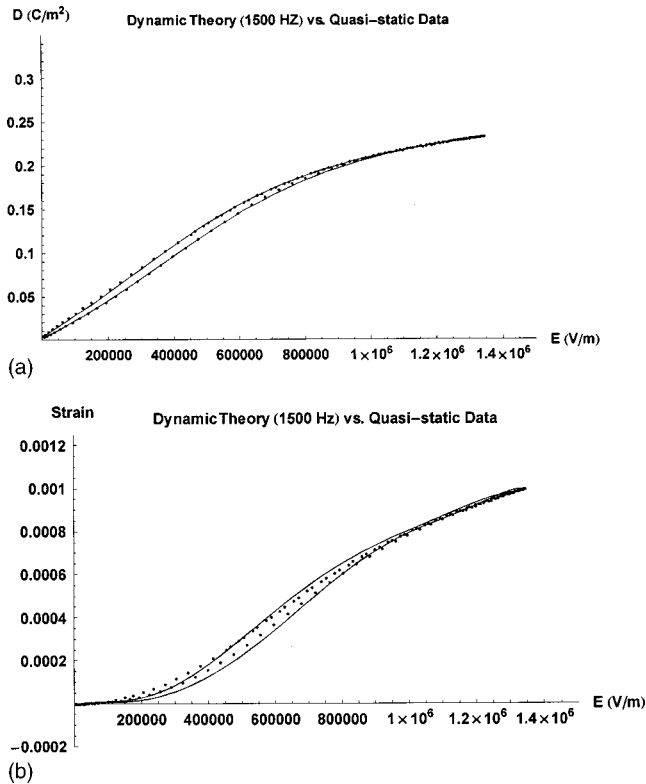 D (C/m²)
Dynamic Theory (1500 HZ) vs. Quasi−static Data
0.3
0.25
0.2
0.15
0.1
0.05
200000 400000 600000 800000 1×10⁶ 1.2×10⁶ 1.4×10⁶
E (V/m)
(a)
Strain
Dynamic Theory (1500 Hz) vs. Quasi−static Data
0.0012
0.001
0.0008
0.0006
0.0004
0.0002
200000 400000 600000 800000 1×10⁶ 1.2×10⁶ 1.4×10⁶
E (V/m)
−0.0002
(b)